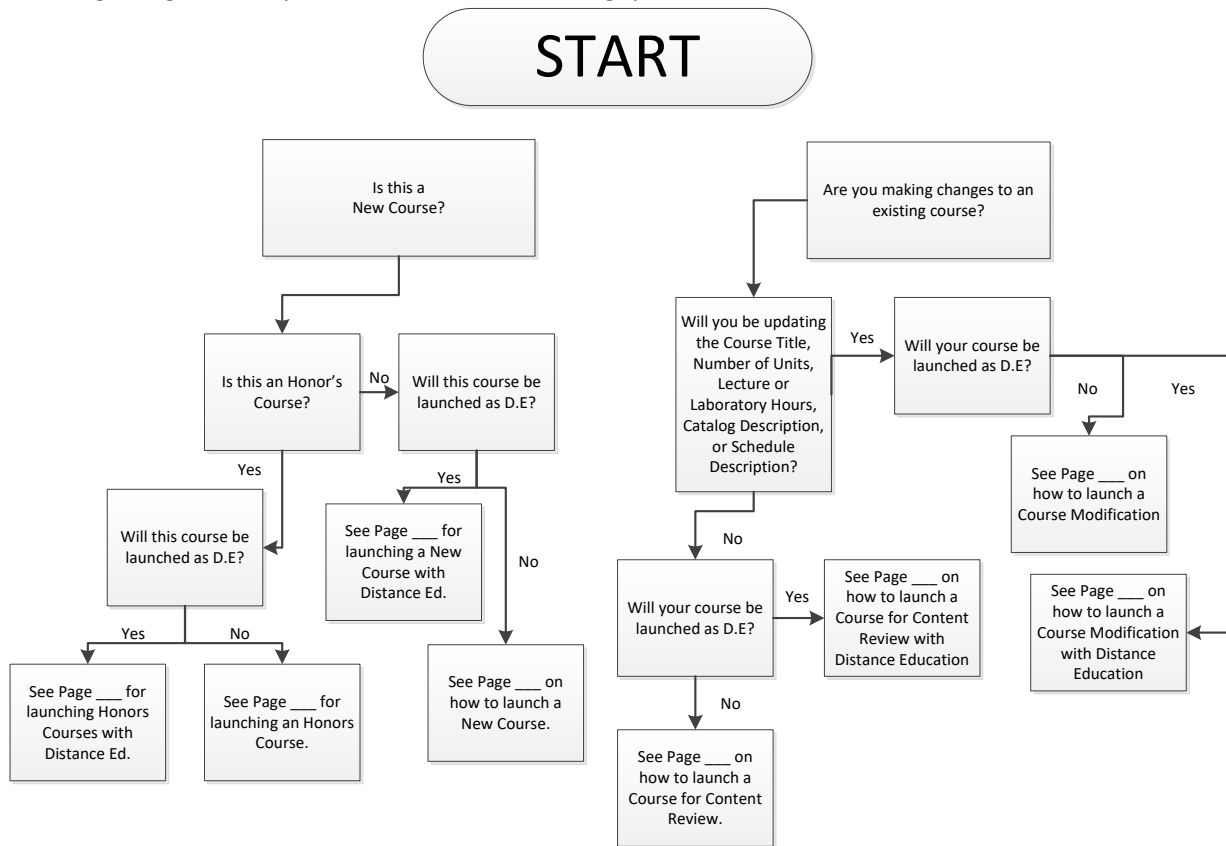 START
Is this a
New Course?
Are you making changes to an
existing course?
Will you be updating
the Course Title,
Number of Units,
Lecture or
Laboratory Hours,
Catalog Description,
or Schedule
Description?
Yes
Will your course be
launched as D.E?
No
Yes
Is this an Honor's
Course?
No
Will this course be
launched as D.E?
Yes
Yes
See Page ___ on
how to launch a
Course Modification
Will this course be
launched as D.E?
See Page ___ for
launching a New
Course with
Distance Ed.
No
No
Will your course be
launched as D.E?
Yes
See Page ___ on
how to launch a
Course for Content
Review with
Distance Education
See Page ___ on
how to launch a
Course Modification
with Distance
Education
Yes
No
See Page ___ for
launching Honors
Courses with
Distance Ed.
See Page ___ for
launching an Honors
Course.
See Page ___ on
how to launch a
New Course.
No
See Page ___ on
how to launch a
Course for Content
Review.